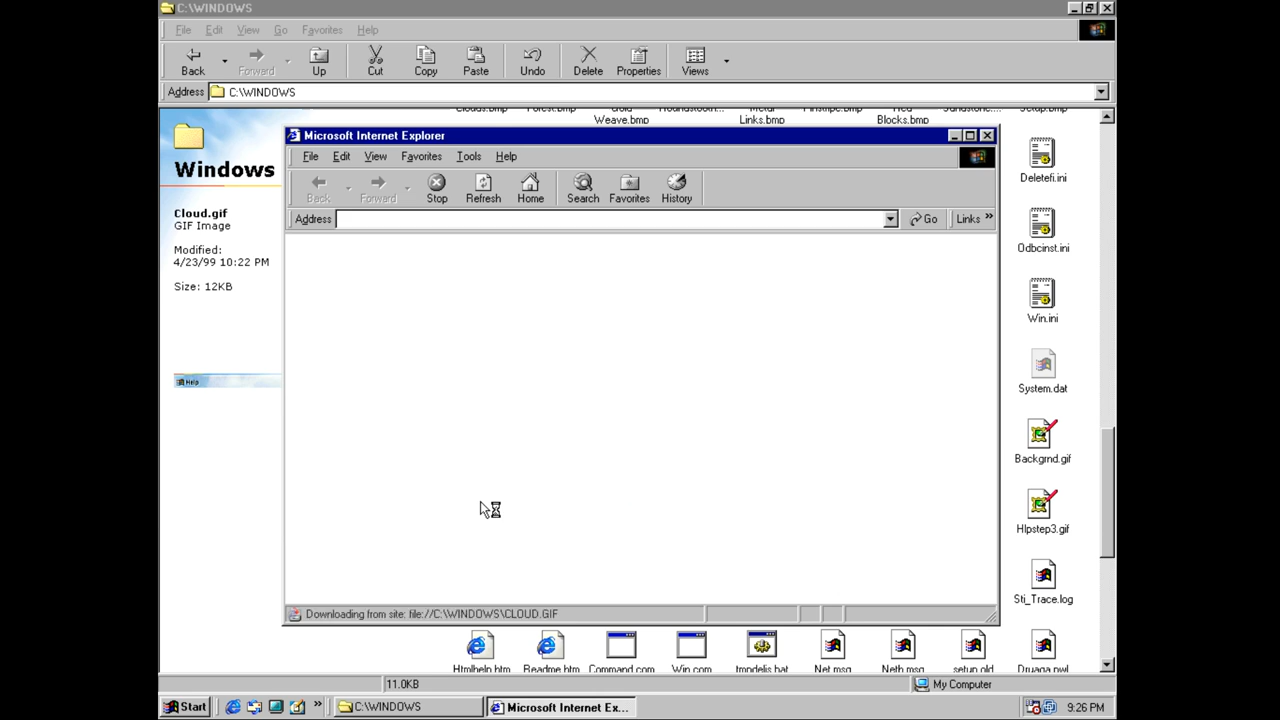 C:\WINDOWS
File Edit View Go Favorites Help
Back Forward Up Cut Copy Paste Undo Delete Properties Views
Address C:\WINDOWS
Weave.bmp Links.bmp Blocks.bmp
Windows
Cloud.gif
GIF Image
Modified:
4/23/99 10:22 PM
Size: 12KB
Help
Microsoft Internet Explorer
File Edit View Favorites Tools Help
Back Forward Stop Refresh Home Search Favorites History
Address Go Links »
Downloading from site: file://C:\WINDOWS\CLOUD.GIF
Deletefi.ini
Odbcinst.ini
Win.ini
System.dat
Backgrnd.gif
Hlpstep3.gif
Sti_Trace.log
Htmlhelp.htm Readme.htm Command.com Win.com tmpdelis.bat Net.msg Neth.msg setup.old Druaga.pwl
11.0KB My Computer
Start » C:\WINDOWS Microsoft Internet Ex... 9:26 PM